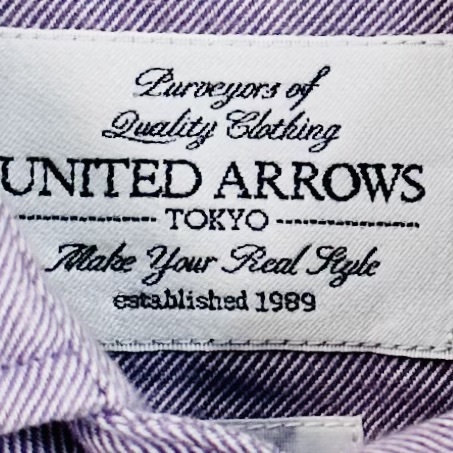 Purveyors of
Quality Clothing
UNITED ARROWS
TOKYO
Make Your Real Style
established 1989